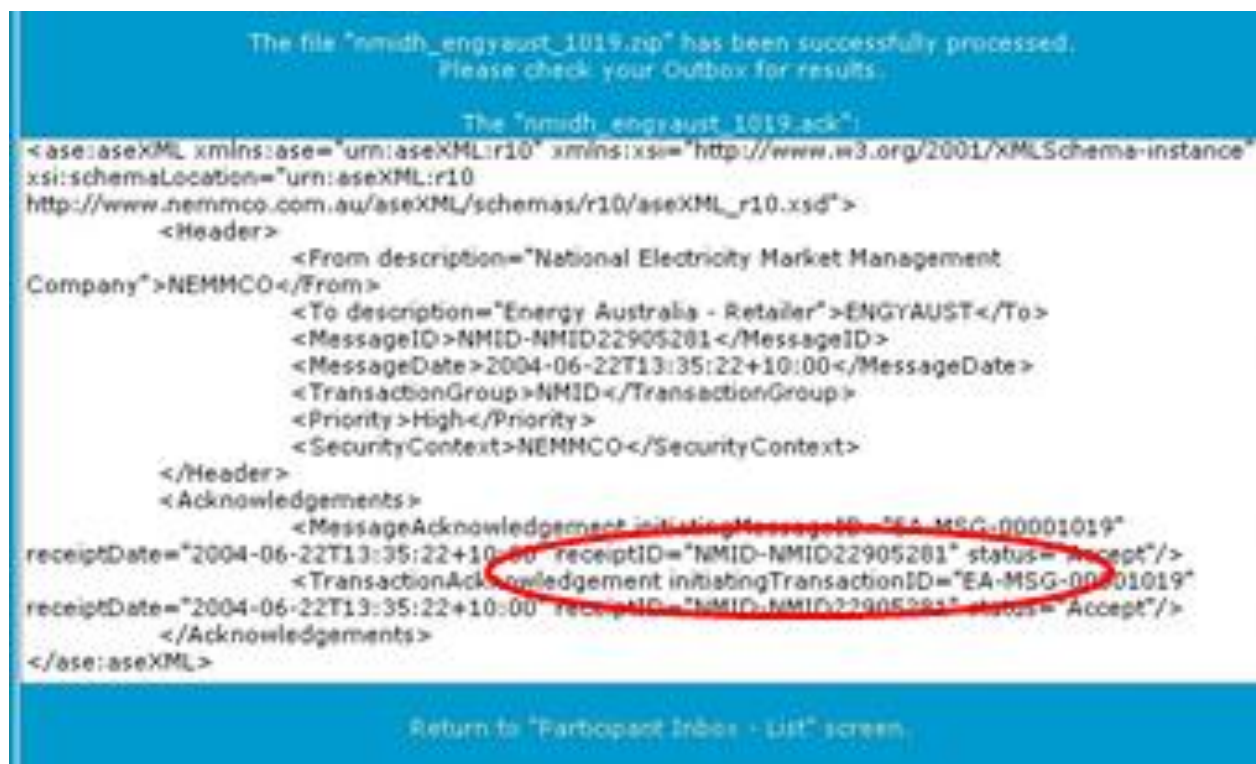 The file "nmidh_engyaust_1019.zip" has been successfully processed.
Please check your Outbox for results.
The "nmidh_engyaust_1019.ack":
<ase:aseXML xmlns:ase="urn:aseXML:r10" xmlns:xsi="http://www.w3.org/2001/XMLSchema-instance"
xsi:schemaLocation="urn:aseXML:r10
http://www.nemmco.com.au/aseXML/schemas/r10/aseXML_r10.xsd">
<Header>
<From description="National Electricity Market Management
Company">NEMMCO</From>
<To description="Energy Australia - Retailer">ENGYAUST</To>
<MessageID>NMID-NMID22905281</MessageID>
<MessageDate>2004-06-22T13:35:22+10:00</MessageDate>
<TransactionGroup>NMID</TransactionGroup>
<Priority>High</Priority>
<SecurityContext>NEMMCO</SecurityContext>
</Header>
<Acknowledgements>
<MessageAcknowledgement initiatingMessageID="EA-MSG-00001019"
receiptDate="2004-06-22T13:35:22+10:00" receiptID="NMID-NMID22905281" status="Accept"/>
<TransactionAcknowledgement initiatingTransactionID="EA-MSG-00001019"
receiptDate="2004-06-22T13:35:22+10:00" receiptID="NMID-NMID22905281" status="Accept"/>
</Acknowledgements>
</ase:aseXML>
Return to "Participant Inbox - List" screen.